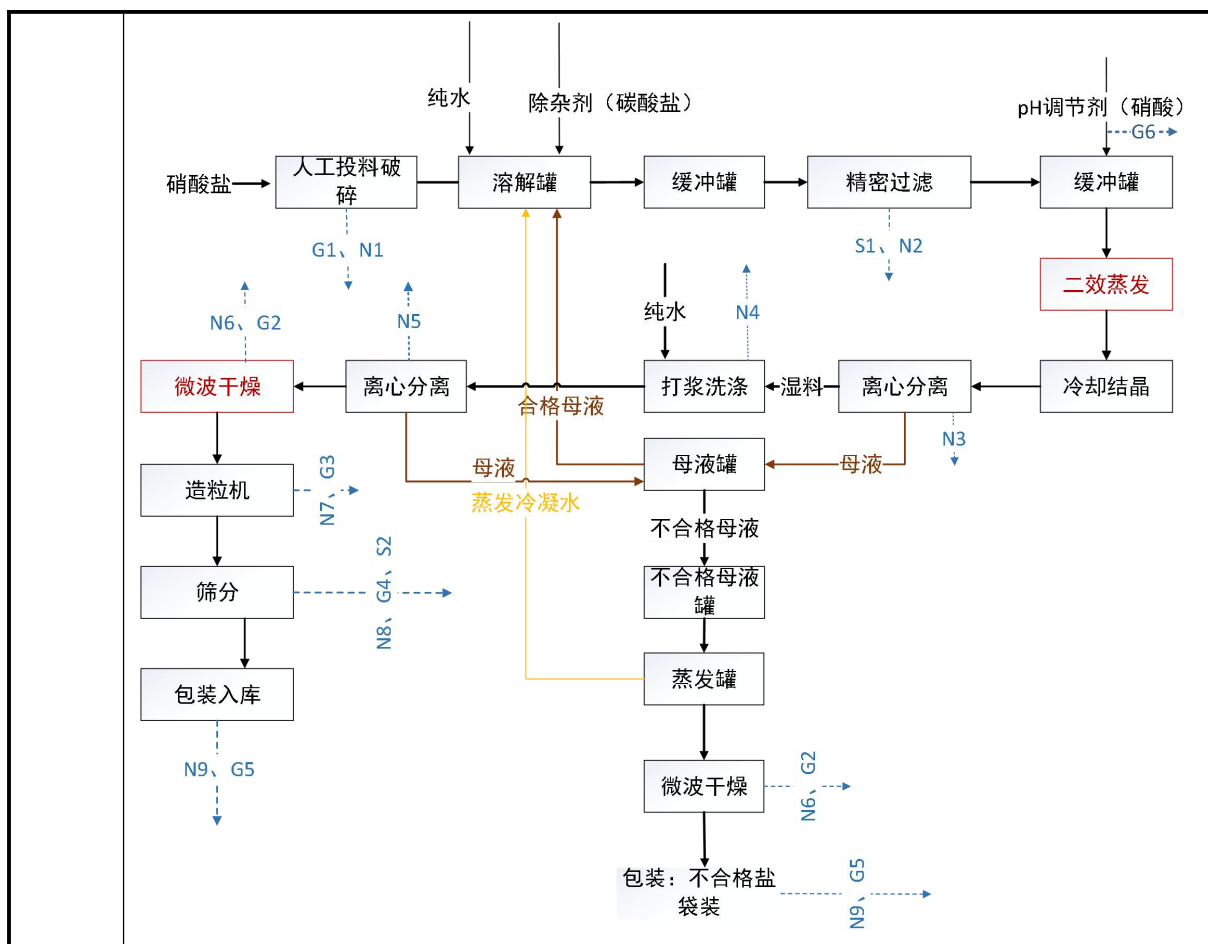 纯水
除杂剂（碳酸盐）
pH调节剂（硝酸）
G6
硝酸盐
人工投料破
碎
溶解罐
缓冲罐
精密过滤
缓冲罐
G1、N1
S1、N2
二效蒸发
N6、G2
N5
纯水
N4
微波干燥
离心分离
打浆洗涤
湿料
离心分离
冷却结晶
合格母液
N3
母液罐
母液
造粒机
N7、G3
母液
蒸发冷凝水
不合格母液
筛分
N8、G4、S2
不合格母液
罐
包装入库
蒸发罐
N9、G5
微波干燥
N6、G2
包装：不合格盐
袋装
N9、G5